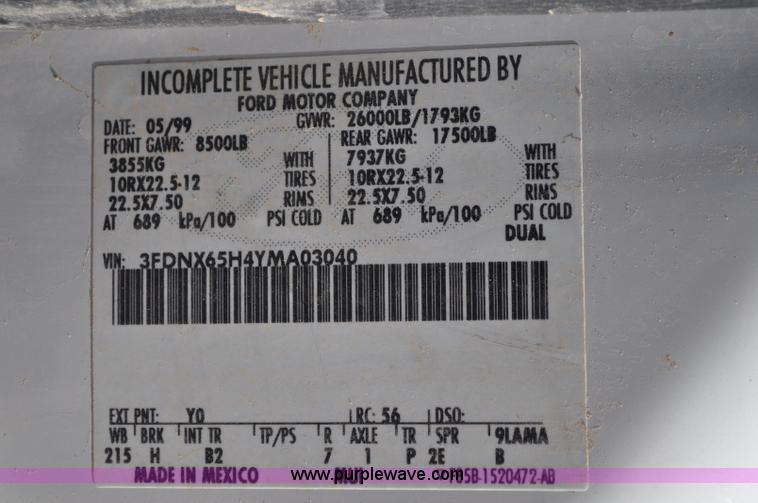 INCOMPLETE VEHICLE MANUFACTURED BY
FORD MOTOR COMPANY
DATE: 05/99 GVWR: 26000LB/1793KG
FRONT GAWR: 8500LB REAR GAWR: 17500LB
3855KG WITH 7937KG WITH
10RX22.5-12 TIRES 10RX22.5-12 TIRES
22.5X7.50 RIMS 22.5X7.50 RIMS
AT 689 kPa/100 PSI COLD AT 689 kPa/100 PSI COLD
DUAL
VIN: 3FDNX65H4YMA03040
EXT PNT: YO RC: 56 DSO:
WB BRK INT TR TP/PS R AXLE TR SPR 9LAMA
215 H B2 7 1 P 2E B
MADE IN MEXICO 5B-1520472-AB
www.purplewave.com